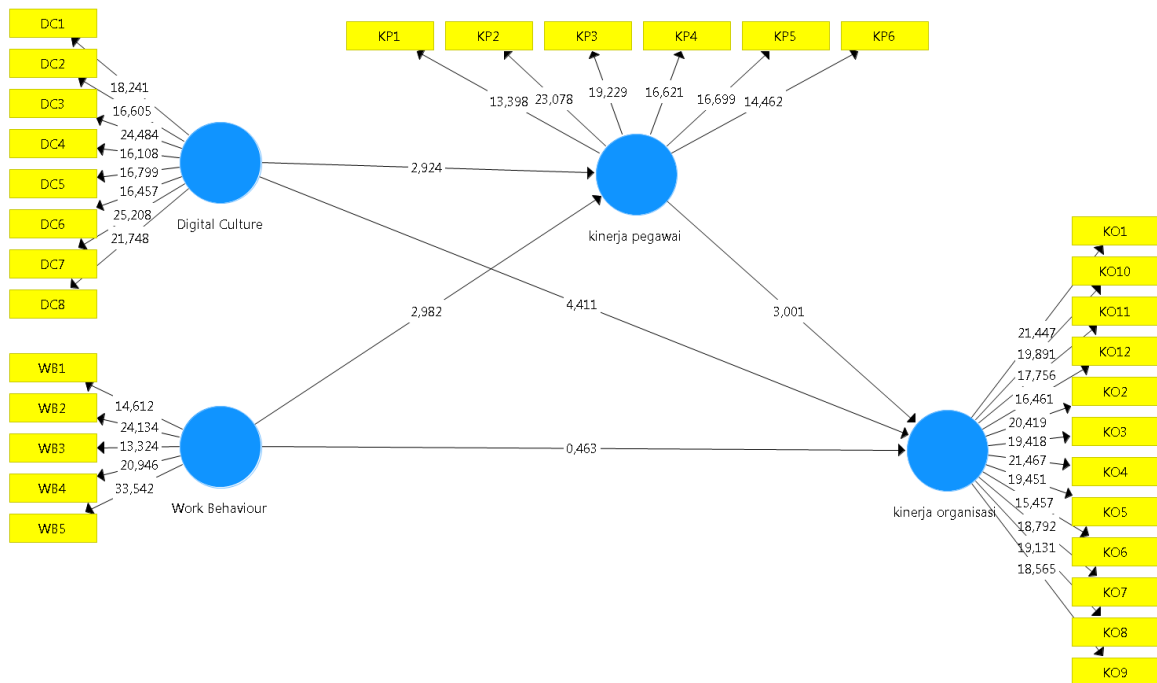 DC1
DC2
DC3
DC4
DC5
DC6
DC7
DC8
18,241
16,605
24,484
16,108
16,799
16,457
25,208
21,748
Digital Culture
KP1
KP2
KP3
KP4
KP5
KP6
13,398
23,078
19,229
16,621
16,699
14,462
kinerja pegawai
2,924
2,982
4,411
3,001
0,463
WB1
WB2
WB3
WB4
WB5
14,612
24,134
13,324
20,946
33,542
Work Behaviour
kinerja organisasi
21,447
19,891
17,756
16,461
20,419
19,418
21,467
19,451
15,457
18,792
19,131
18,565
KO1
KO10
KO11
KO12
KO2
KO3
KO4
KO5
KO6
KO7
KO8
KO9